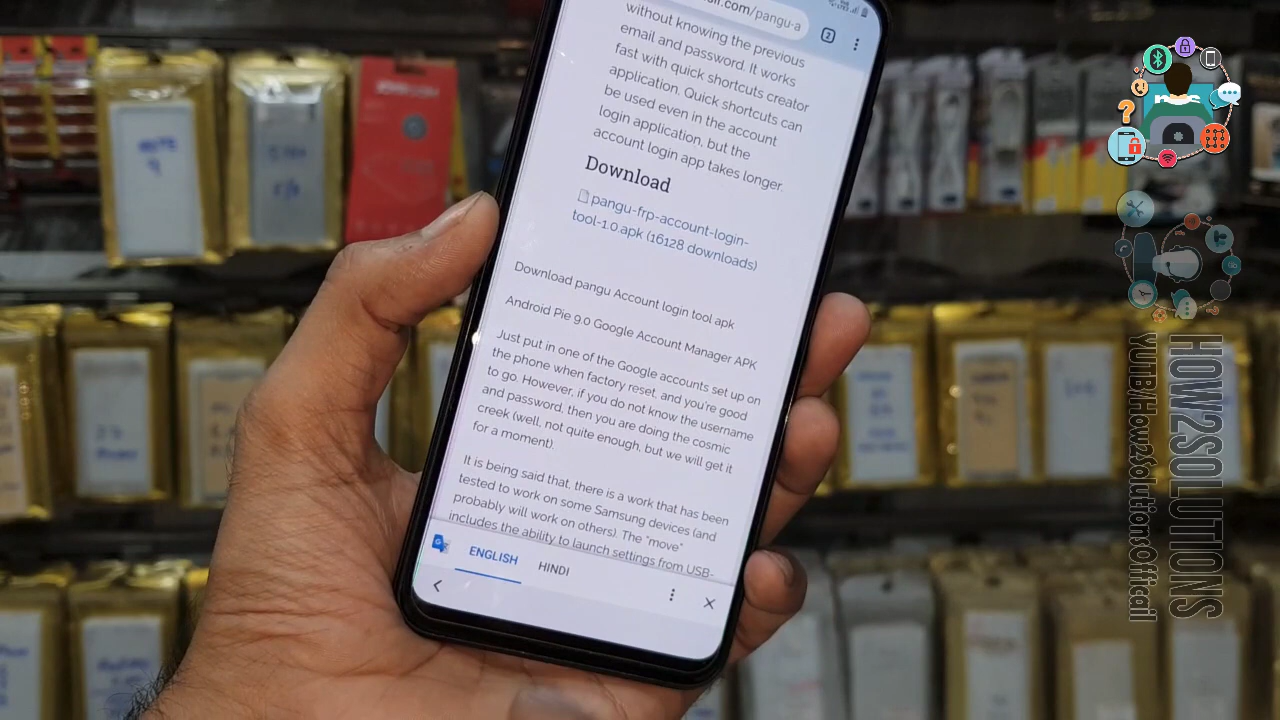 ir.com/pangu-a
2
without knowing the previous
email and password. It works
fast with quick shortcuts creator
application. Quick shortcuts can
be used even in the account
login application, but the
account login app takes longer.
Download
pangu-frp-account-login-
tool-1.0.apk (16128 downloads)
Download pangu Account login tool apk
Android Pie 9.0 Google Account Manager APK
Just put in one of the Google accounts set up on
the phone when factory reset, and you're good
to go. However, if you do not know the username
and password, then you are doing the cosmic
creek (well, not quite enough, but we will get it
for a moment).
It is being said that, there is a work that has been
tested to work on some Samsung devices (and
probably will work on others). The "move"
includes the ability to launch settings from USB-
ENGLISH
HINDI
HOW2SOLUTIONS
YUTB/How2SolutionsOfficail